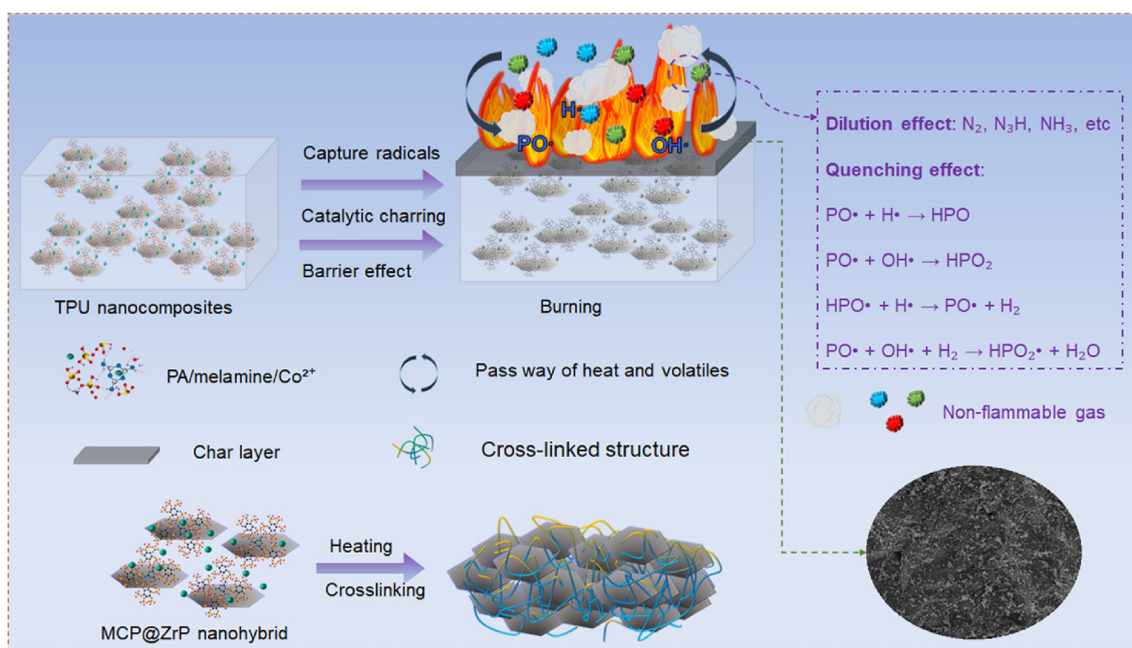 H•
PO•
OH•
Capture radicals
Catalytic charring
Barrier effect
TPU nanocomposites
Burning
Dilution effect: N₂, N₃H, NH₃, etc
Quenching effect:
PO• + H• → HPO
PO• + OH• → HPO₂
HPO• + H• → PO• + H₂
PO• + OH• + H₂ → HPO₂• + H₂O
PA/melamine/Co²⁺
Pass way of heat and volatiles
Non-flammable gas
Char layer
Cross-linked structure
Heating
Crosslinking
MCP@ZrP nanohybrid